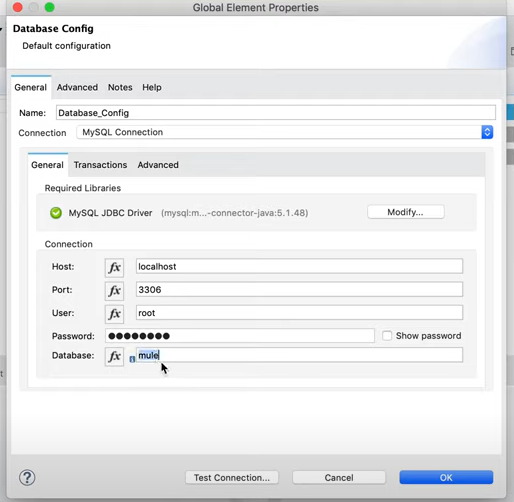 Global Element Properties
Database Config
Default configuration
General Advanced Notes Help
Name: Database_Config
Connection MySQL Connection
General Transactions Advanced
Required Libraries
MySQL JDBC Driver (mysql:m...-connector-java:5.1.48) Modify...
Connection
Host: fx localhost
Port: fx 3306
User: fx root
Password: ●●●●●●●● Show password
Database: fx mule
? Test Connection... Cancel OK